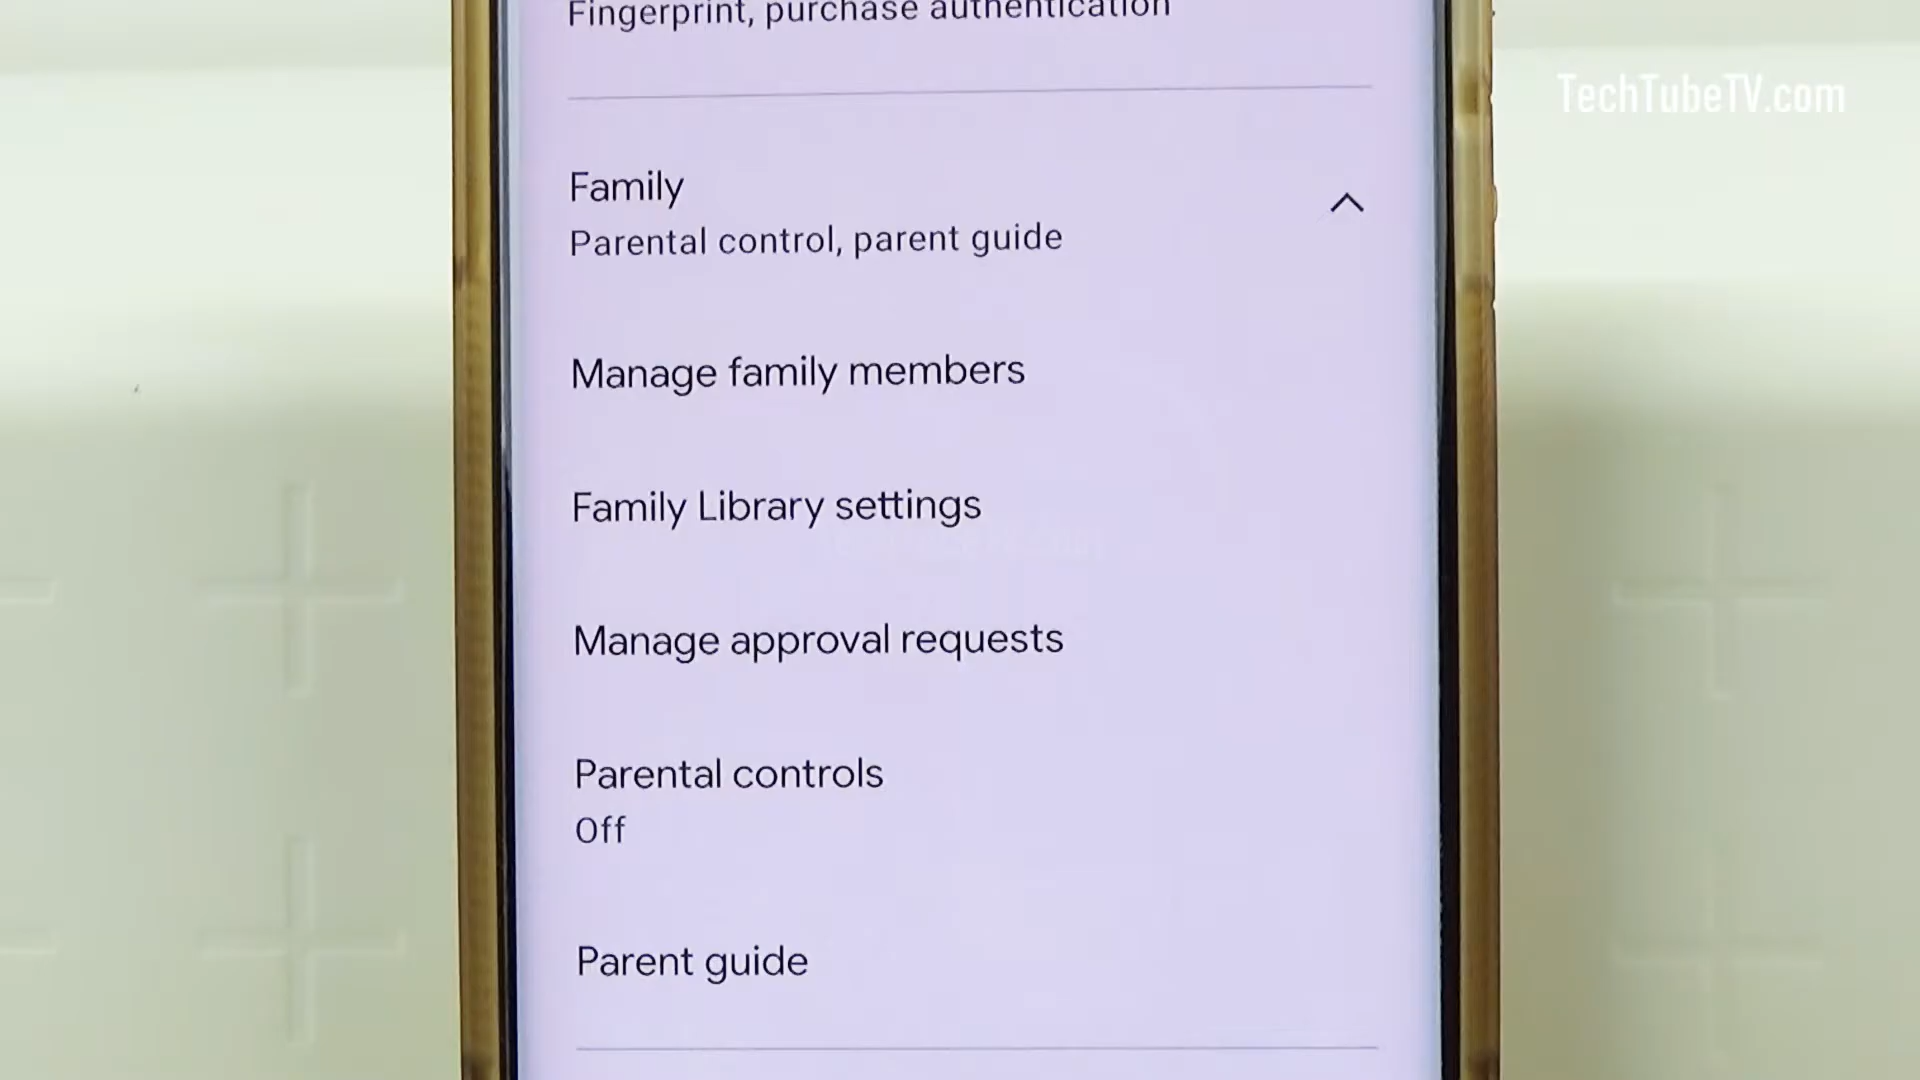 Fingerprint, purchase authentication
TechTubeTV.com
Family
Parental control, parent guide
Manage family members
Family Library settings
Manage approval requests
Parental controls
Off
Parent guide